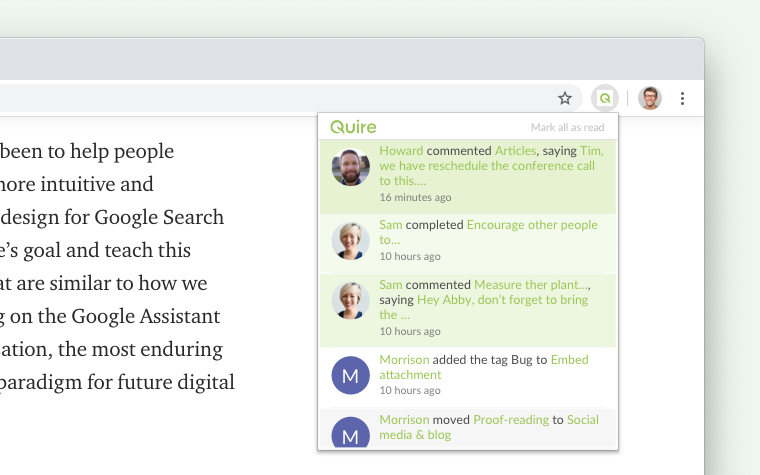 been to help people
more intuitive and
design for Google Search
e’s goal and teach this
at are similar to how we
g on the Google Assistant
ation, the most enduring
paradigm for future digital
Quire
Mark all as read
Howard commented Articles, saying Tim,
we have reschedule the conference call
to this....
16 minutes ago
Sam completed Encourage other people
to...
10 hours ago
Sam commented Measure ther plant...,
saying Hey Abby, don’t forget to bring
the ...
10 hours ago
M
Morrison added the tag Bug to Embed
attachment
10 hours ago
M
Morrison moved Proof-reading to Social
media & blog